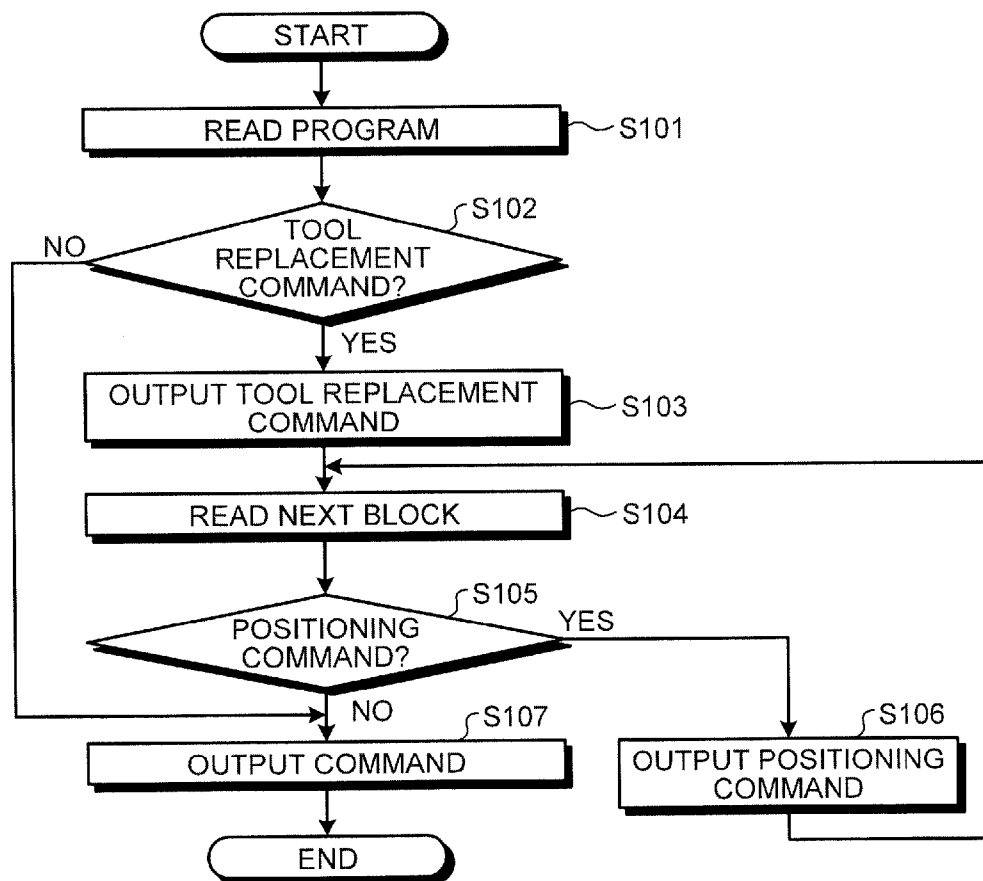 START
READ PROGRAM
S101
S102
TOOL
REPLACEMENT
COMMAND?
NO
YES
OUTPUT TOOL REPLACEMENT
COMMAND
S103
READ NEXT BLOCK
S104
S105
POSITIONING
COMMAND?
YES
NO
S107
OUTPUT COMMAND
S106
OUTPUT POSITIONING
COMMAND
END